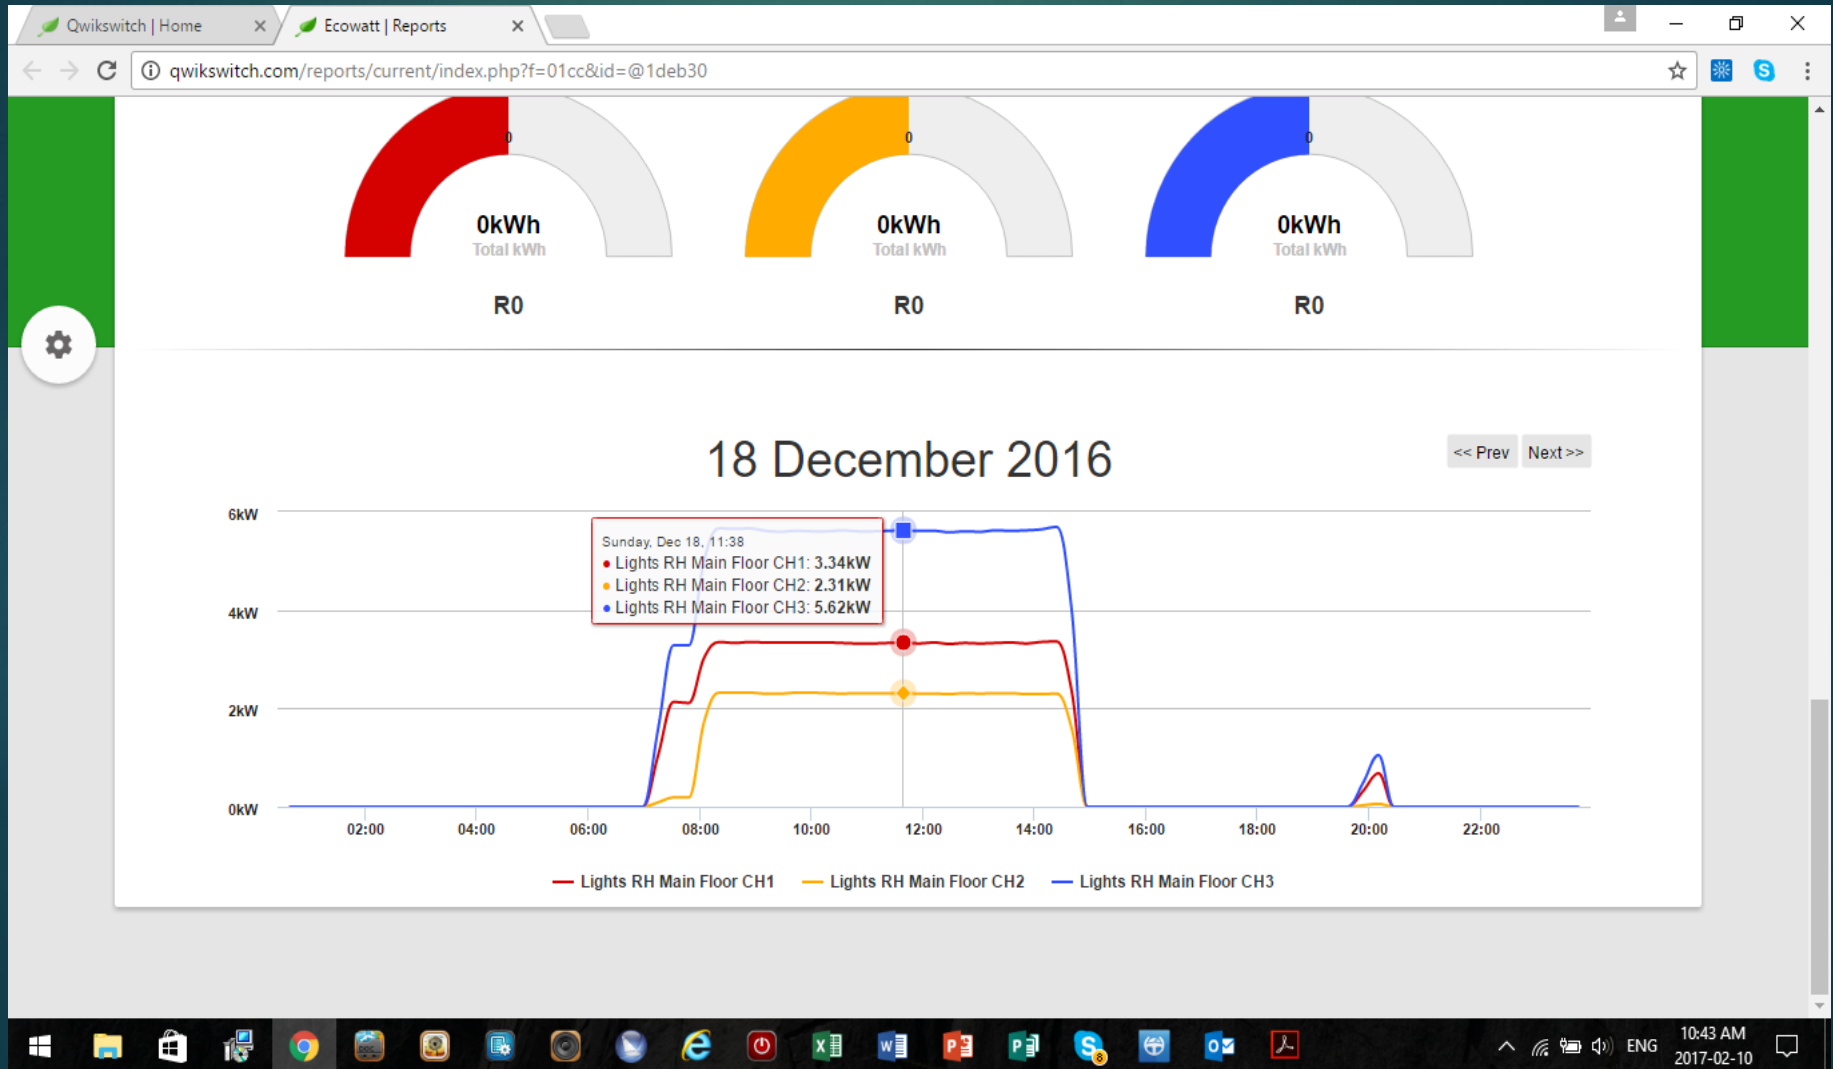 Qwikswitch | Home
Ecowatt | Reports
qwikswitch.com/reports/current/index.php?f=01cc&id=@1deb30
0
0
0
0kWh
0kWh
0kWh
Total kWh
Total kWh
Total kWh
R0
R0
R0
18 December 2016
<< Prev
Next >>
6kW
4kW
2kW
0kW
Sunday, Dec 18, 11:38
● Lights RH Main Floor CH1: 3.34kW
● Lights RH Main Floor CH2: 2.31kW
● Lights RH Main Floor CH3: 5.62kW
02:00 04:00 06:00 08:00 10:00 12:00 14:00 16:00 18:00 20:00 22:00
Lights RH Main Floor CH1
Lights RH Main Floor CH2
Lights RH Main Floor CH3
ENG
10:43 AM
2017-02-10